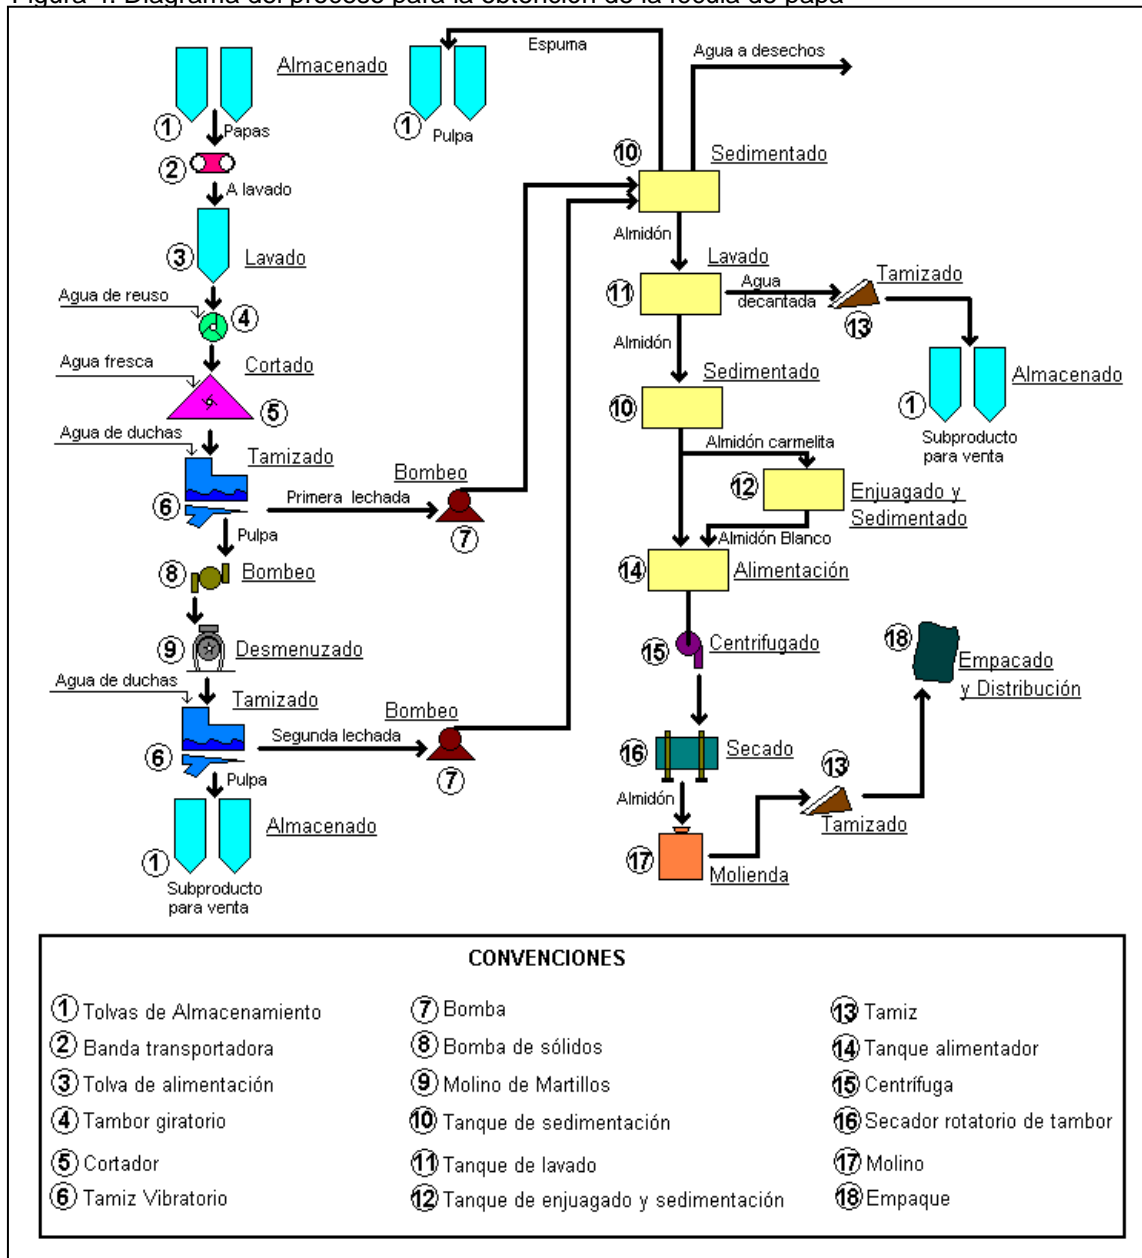 Figura 4. Diagrama del proceso para la obtención de la fécula de papa
Almacenado
1
Papas
2
A lavado
3
Lavado
Agua de reuso
4
Agua fresca
Cortado
5
Agua de duchas
Tamizado
6
Primera lechada
Bombeo
7
Pulpa
8
Bombeo
9
Desmenuzado
Agua de duchas
Tamizado
6
Segunda lechada
Bombeo
7
Pulpa
Almacenado
1
Subproducto
para venta
Espuma
1
Pulpa
Agua a desechos
10
Sedimentado
Almidón
Lavado
11
Agua
decantada
Tamizado
13
Almacenado
1
Subproducto
para venta
Almidón
Sedimentado
10
Almidón carmelita
12
Enjuagado y
Sedimentado
Almidón Blanco
14
Alimentación
15
Centrifugado
16
Secado
Almidón
17
Molienda
13
Tamizado
18
Empacado
y Distribución
CONVENCIONES
1 Tolvas de Almacenamiento
2 Banda transportadora
3 Tolva de alimentación
4 Tambor giratorio
5 Cortador
6 Tamiz Vibratorio
7 Bomba
8 Bomba de sólidos
9 Molino de Martillos
10 Tanque de sedimentación
11 Tanque de lavado
12 Tanque de enjuagado y sedimentación
13 Tamiz
14 Tanque alimentador
15 Centrífuga
16 Secador rotatorio de tambor
17 Molino
18 Empaque